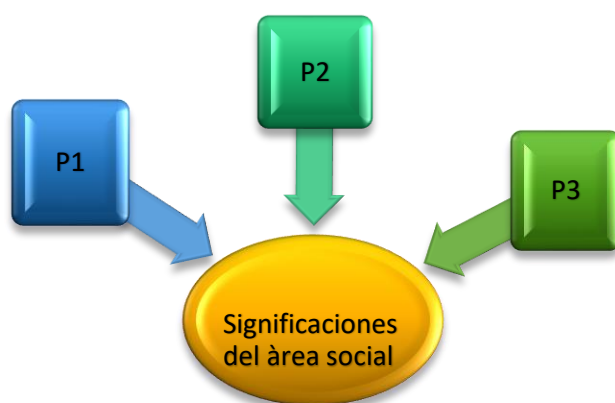 P2
P1
P3
Significaciones
del àrea social